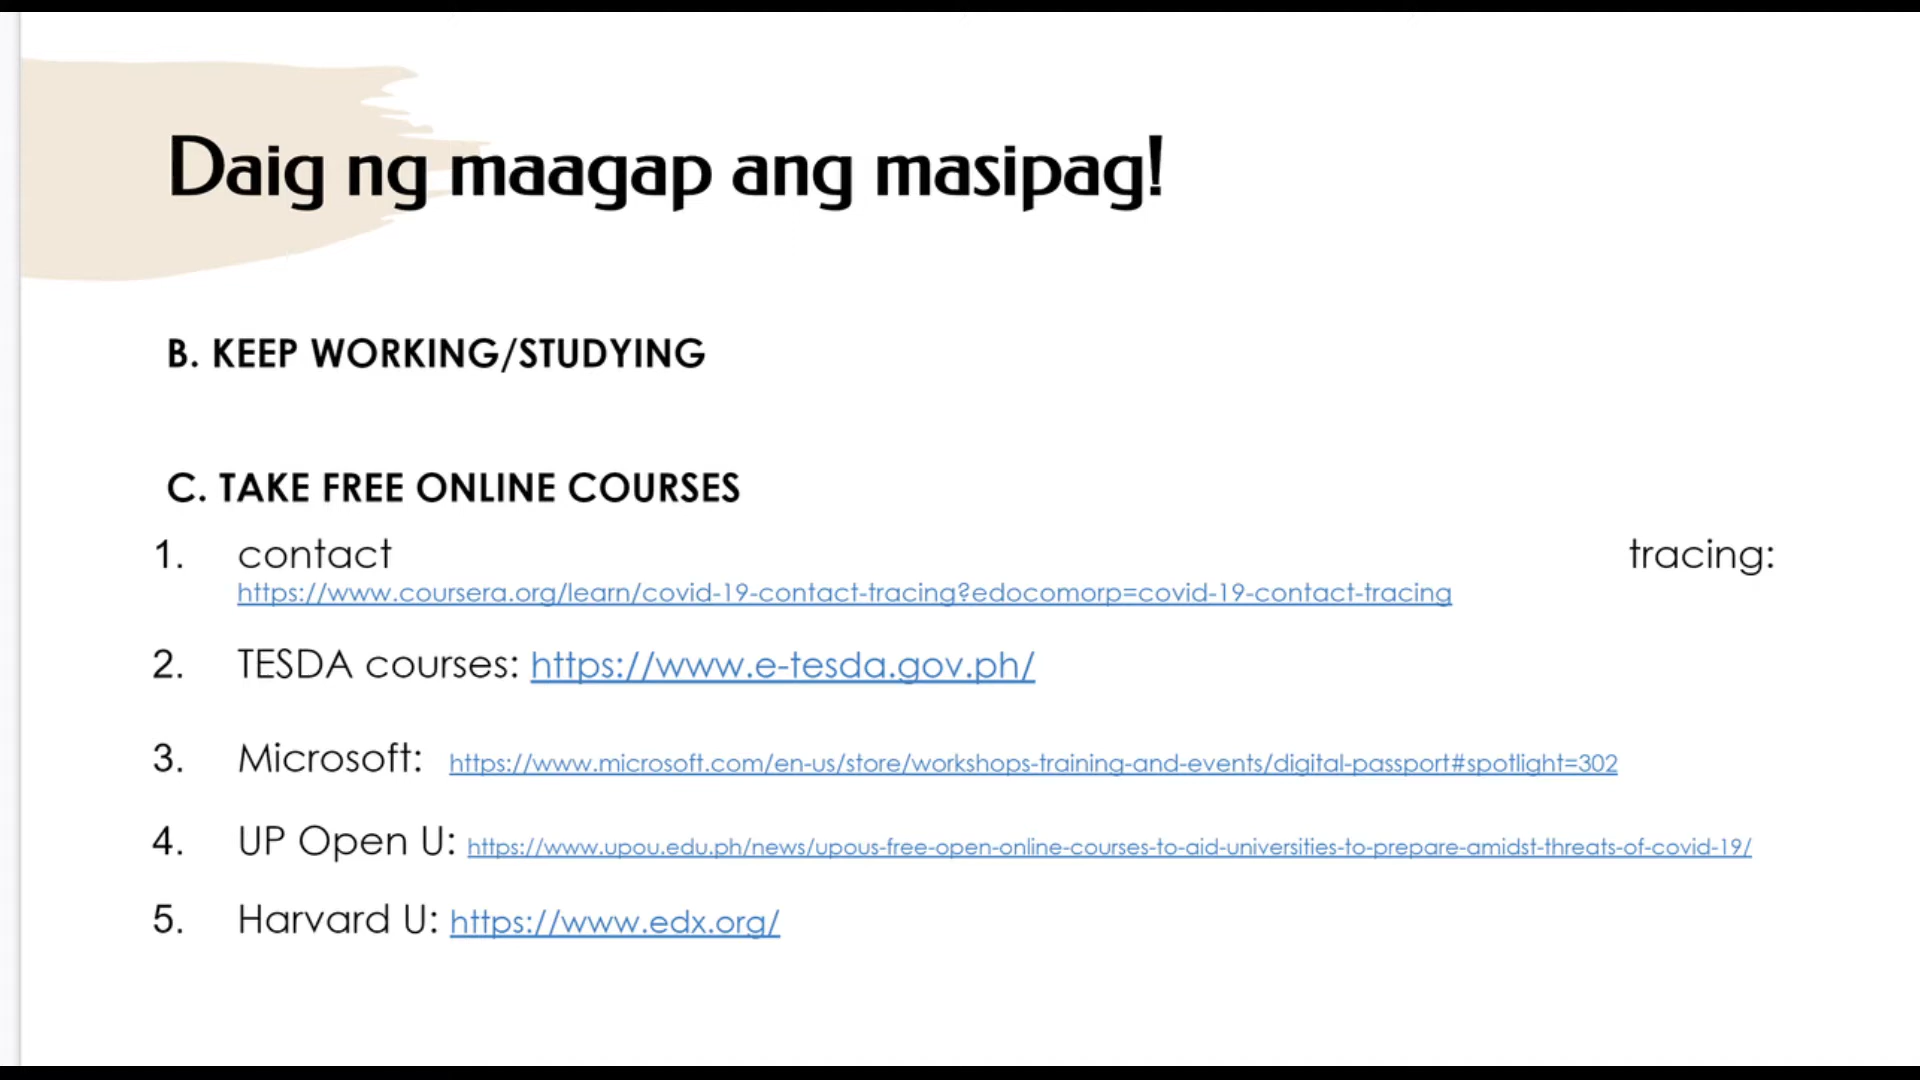 Daig ng maagap ang masipag!
B. KEEP WORKING/STUDYING
C. TAKE FREE ONLINE COURSES
1. contact tracing:
https://www.coursera.org/learn/covid-19-contact-tracing?edocomorp=covid-19-contact-tracing
2. TESDA courses: https://www.e-tesda.gov.ph/
3. Microsoft: https://www.microsoft.com/en-us/store/workshops-training-and-events/digital-passport#spotlight=302
4. UP Open U: https://www.upou.edu.ph/news/upous-free-open-online-courses-to-aid-universities-to-prepare-amidst-threats-of-covid-19/
5. Harvard U: https://www.edx.org/